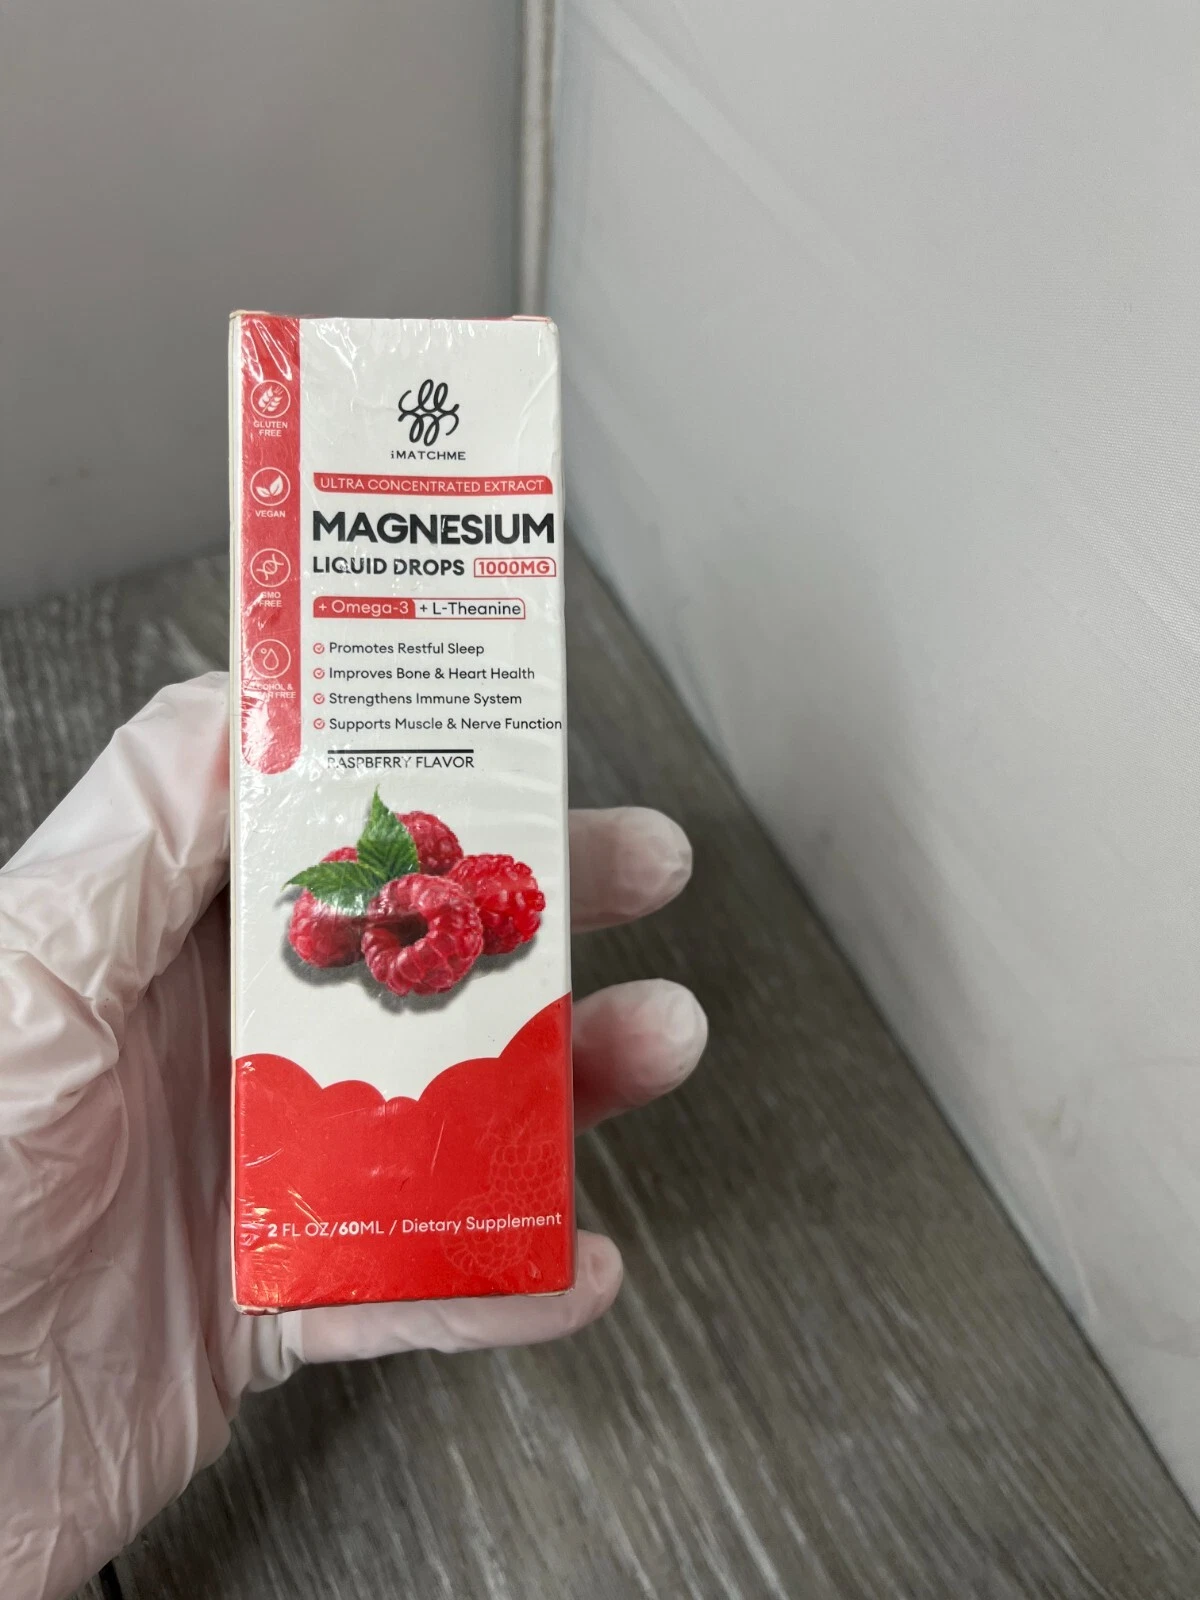 GLUTEN
FREE
VEGAN
FREE
iMATCHME
ULTRA CONCENTRATED EXTRACT
MAGNESIUM
LIQUID DROPS 1000MG
+ Omega-3 + L-Theanine
Promotes Restful Sleep
Improves Bone & Heart Health
Strengthens Immune System
Supports Muscle & Nerve Function
RASPBERRY FLAVOR
2 FL OZ/60ML / Dietary Supplement